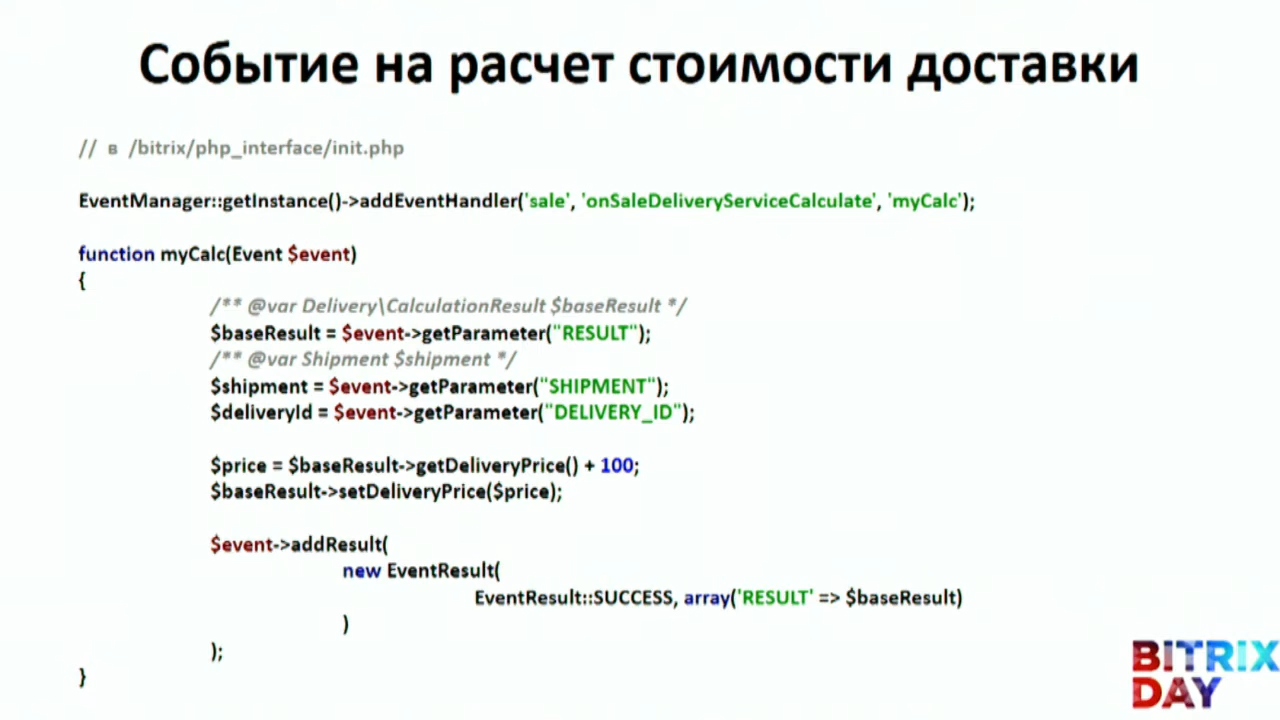 Событие на расчет стоимости доставки
// в /bitrix/php_interface/init.php
EventManager::getInstance()->addEventHandler('sale', 'onSaleDeliveryServiceCalculate', 'myCalc');
function myCalc(Event $event)
{
/** @var Delivery\CalculationResult $baseResult */
$baseResult = $event->getParameter("RESULT");
/** @var Shipment $shipment */
$shipment = $event->getParameter("SHIPMENT");
$deliveryId = $event->getParameter("DELIVERY_ID");
$price = $baseResult->getDeliveryPrice() + 100;
$baseResult->setDeliveryPrice($price);
$event->addResult(
new EventResult(
EventResult::SUCCESS, array('RESULT' => $baseResult)
)
);
}
BITRIX
DAY